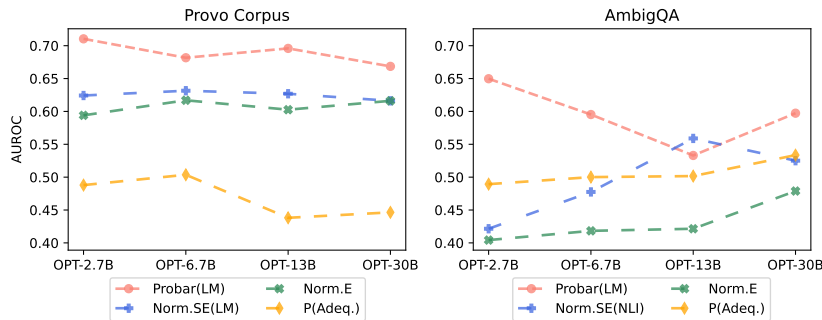 Provo Corpus
AUROC
0.70
0.65
0.60
0.55
0.50
0.45
0.40
OPT-2.7B OPT-6.7B OPT-13B OPT-30B
Probar(LM) Norm.E
Norm.SE(LM) P(Adeq.)
AmbigQA
0.70
0.65
0.60
0.55
0.50
0.45
0.40
OPT-2.7B OPT-6.7B OPT-13B OPT-30B
Probar(LM) Norm.E
Norm.SE(NLI) P(Adeq.)